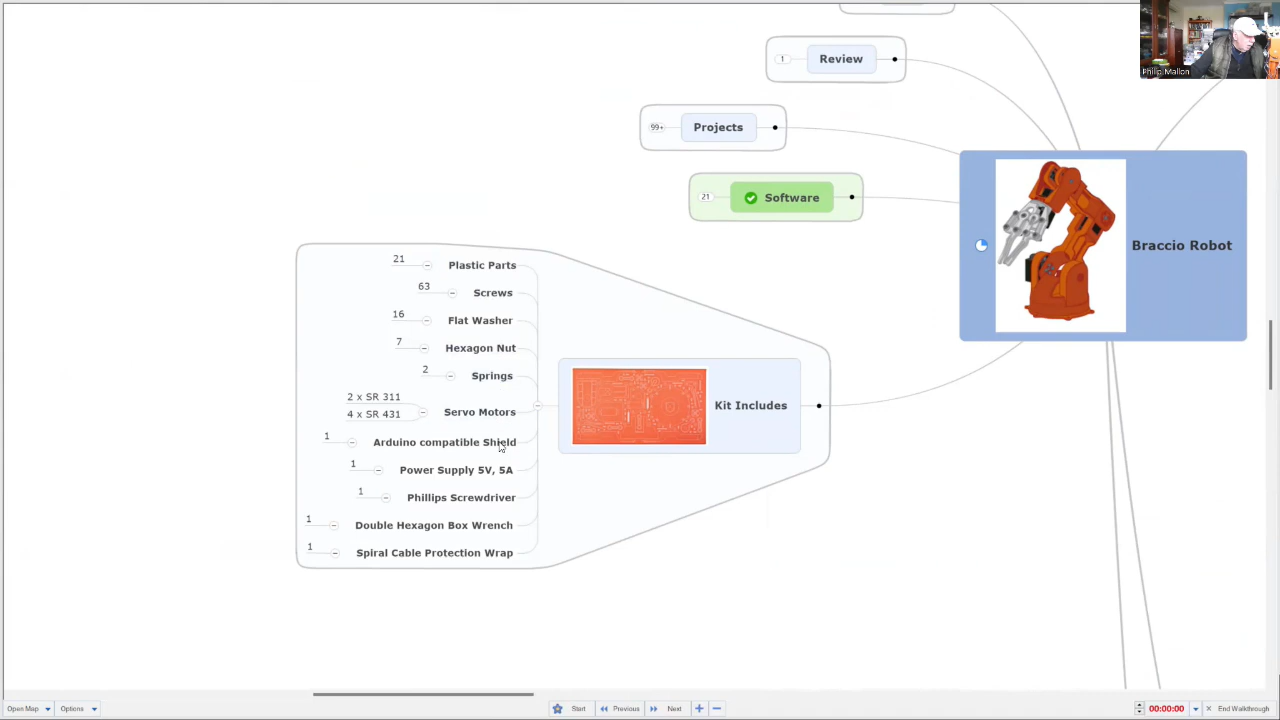 Philip Mallon
1 Review
99+ Projects
21 Software
Braccio Robot
21 Plastic Parts
63 Screws
16 Flat Washer
7 Hexagon Nut
2 Springs
2 x SR 311
4 x SR 431
Servo Motors
1 Arduino compatible Shield
1 Power Supply 5V, 5A
1 Phillips Screwdriver
1 Double Hexagon Box Wrench
1 Spiral Cable Protection Wrap
Kit Includes
Open Map Options Start Previous Next 00:00:00 End Walkthrough